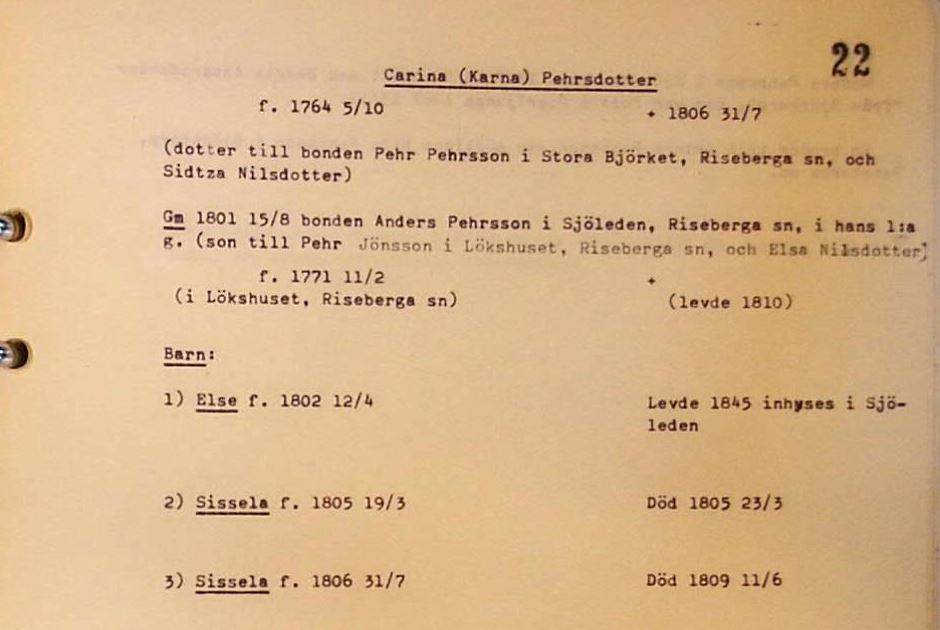 22
Carina (Karna) Pehrsdotter
f. 1764 5/10 + 1806 31/7
(dotter till bonden Pehr Pehrsson i Stora Björket, Riseberga sn, och
Sidtza Nilsdotter)
Gm 1801 15/8 bonden Anders Pehrsson i Sjöleden, Riseberga sn, i hans 1:a
g. (son till Pehr Jönsson i Lökshuset, Riseberga sn, och Elsa Nilsdotter)
f. 1771 11/2 +
(i Lökshuset, Riseberga sn) (levde 1810)
Barn:
1) Else f. 1802 12/4 Levde 1845 inhyses i Sjö-
leden
2) Sissela f. 1805 19/3 Död 1805 23/3
3) Sissela f. 1806 31/7 Död 1809 11/6